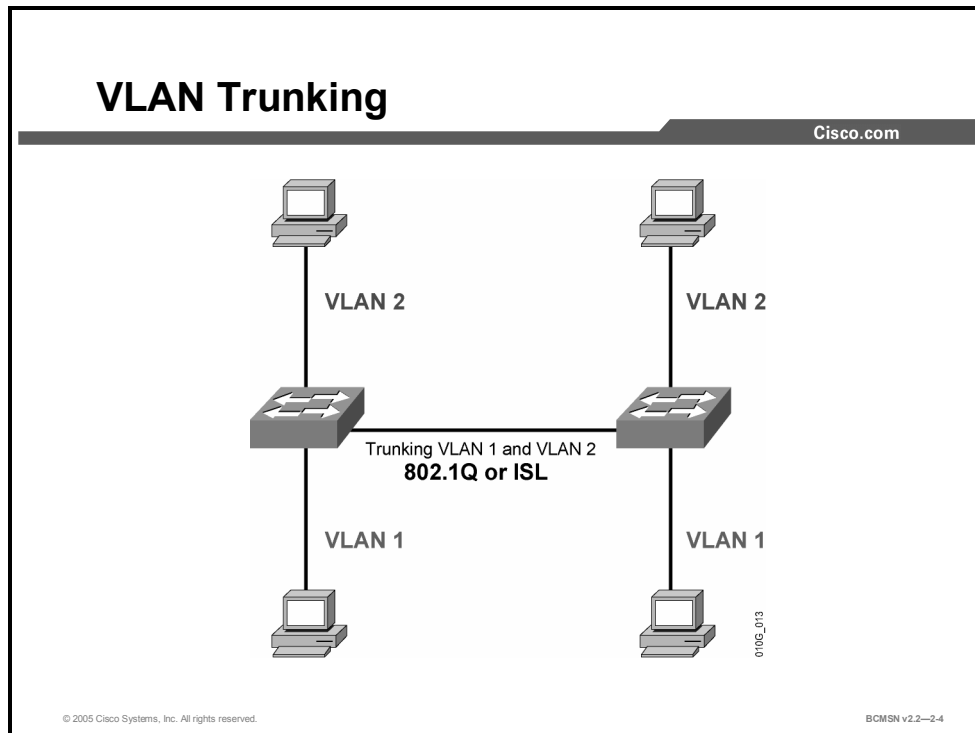 VLAN Trunking
Cisco.com
VLAN 2
VLAN 2
Trunking VLAN 1 and VLAN 2
802.1Q or ISL
VLAN 1
VLAN 1
010G_013
© 2005 Cisco Systems, Inc. All rights reserved.
BCMSN v2.2—2-4